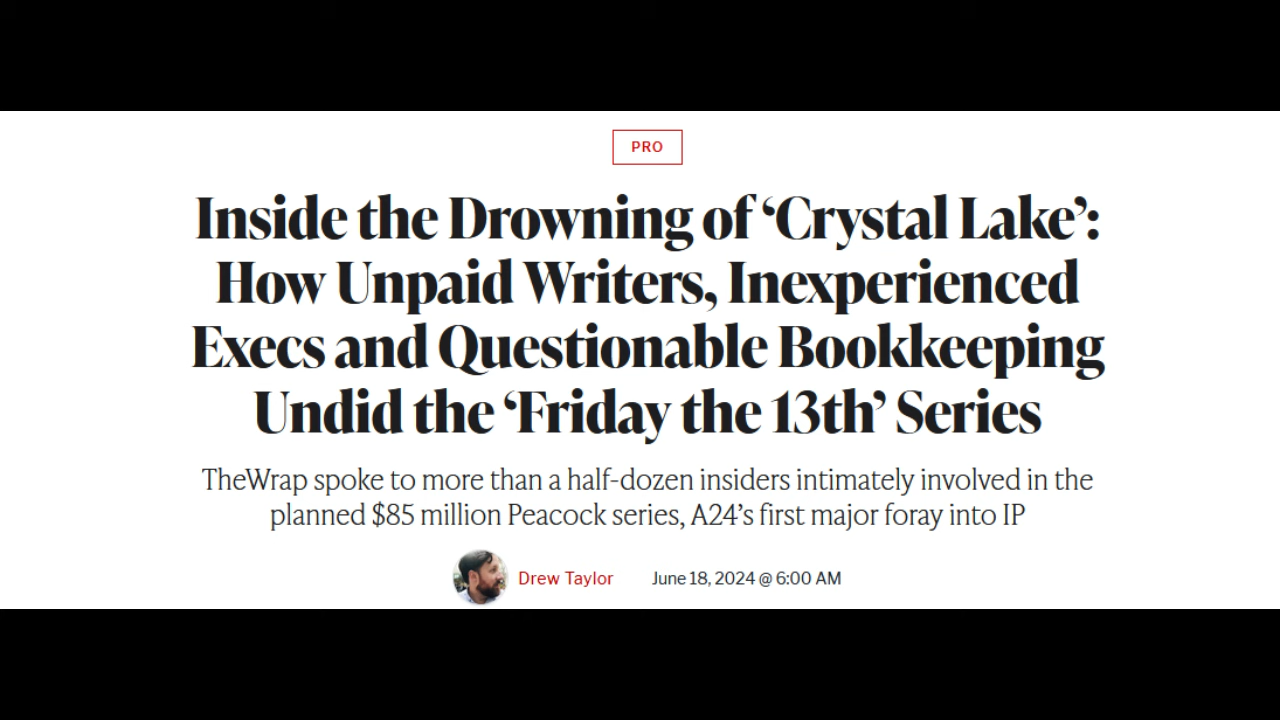 PRO
Inside the Drowning of ‘Crystal Lake’:
How Unpaid Writers, Inexperienced
Execs and Questionable Bookkeeping
Undid the ‘Friday the 13th’ Series
TheWrap spoke to more than a half-dozen insiders intimately involved in the
planned $85 million Peacock series, A24’s first major foray into IP
Drew Taylor June 18, 2024 @ 6:00 AM